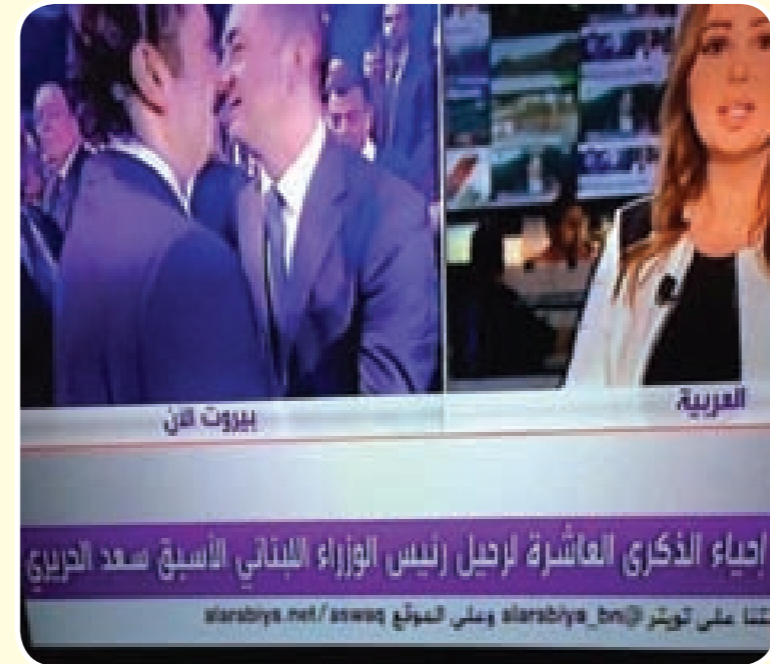 العربية
بيروت الآن
إحياء الذكرى العاشرة لرحيل رئيس الوزراء اللبناني الأسبق سعد الحريري
تنا على تويتر @alarabiya_bn وعلى الموقع alarabiya.net/aswaq